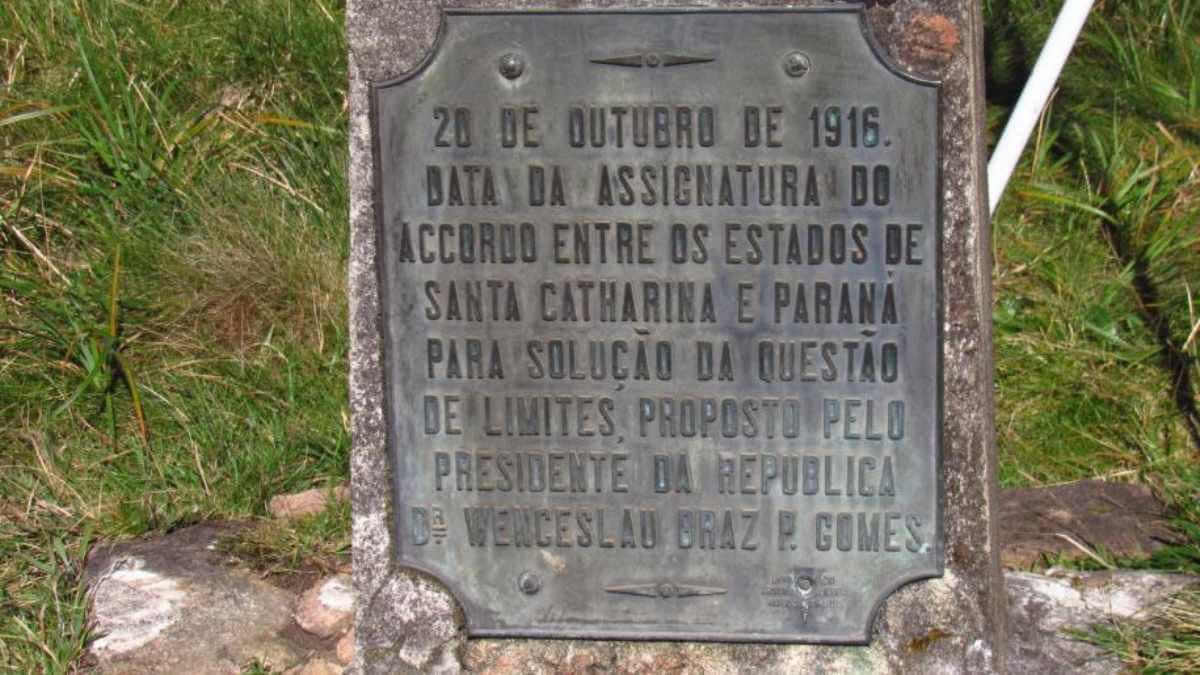 20 DE OUTUBRO DE 1916.
DATA DA ASSIGNATURA DO
ACCORDO ENTRE OS ESTADOS DE
SANTA CATHARINA E PARANÁ
PARA SOLUÇÃO DA QUESTÃO
DE LIMITES, PROPOSTO PELO
PRESIDENTE DA REPUBLICA
DR. WENCESLAU BRAZ P. GOMES.